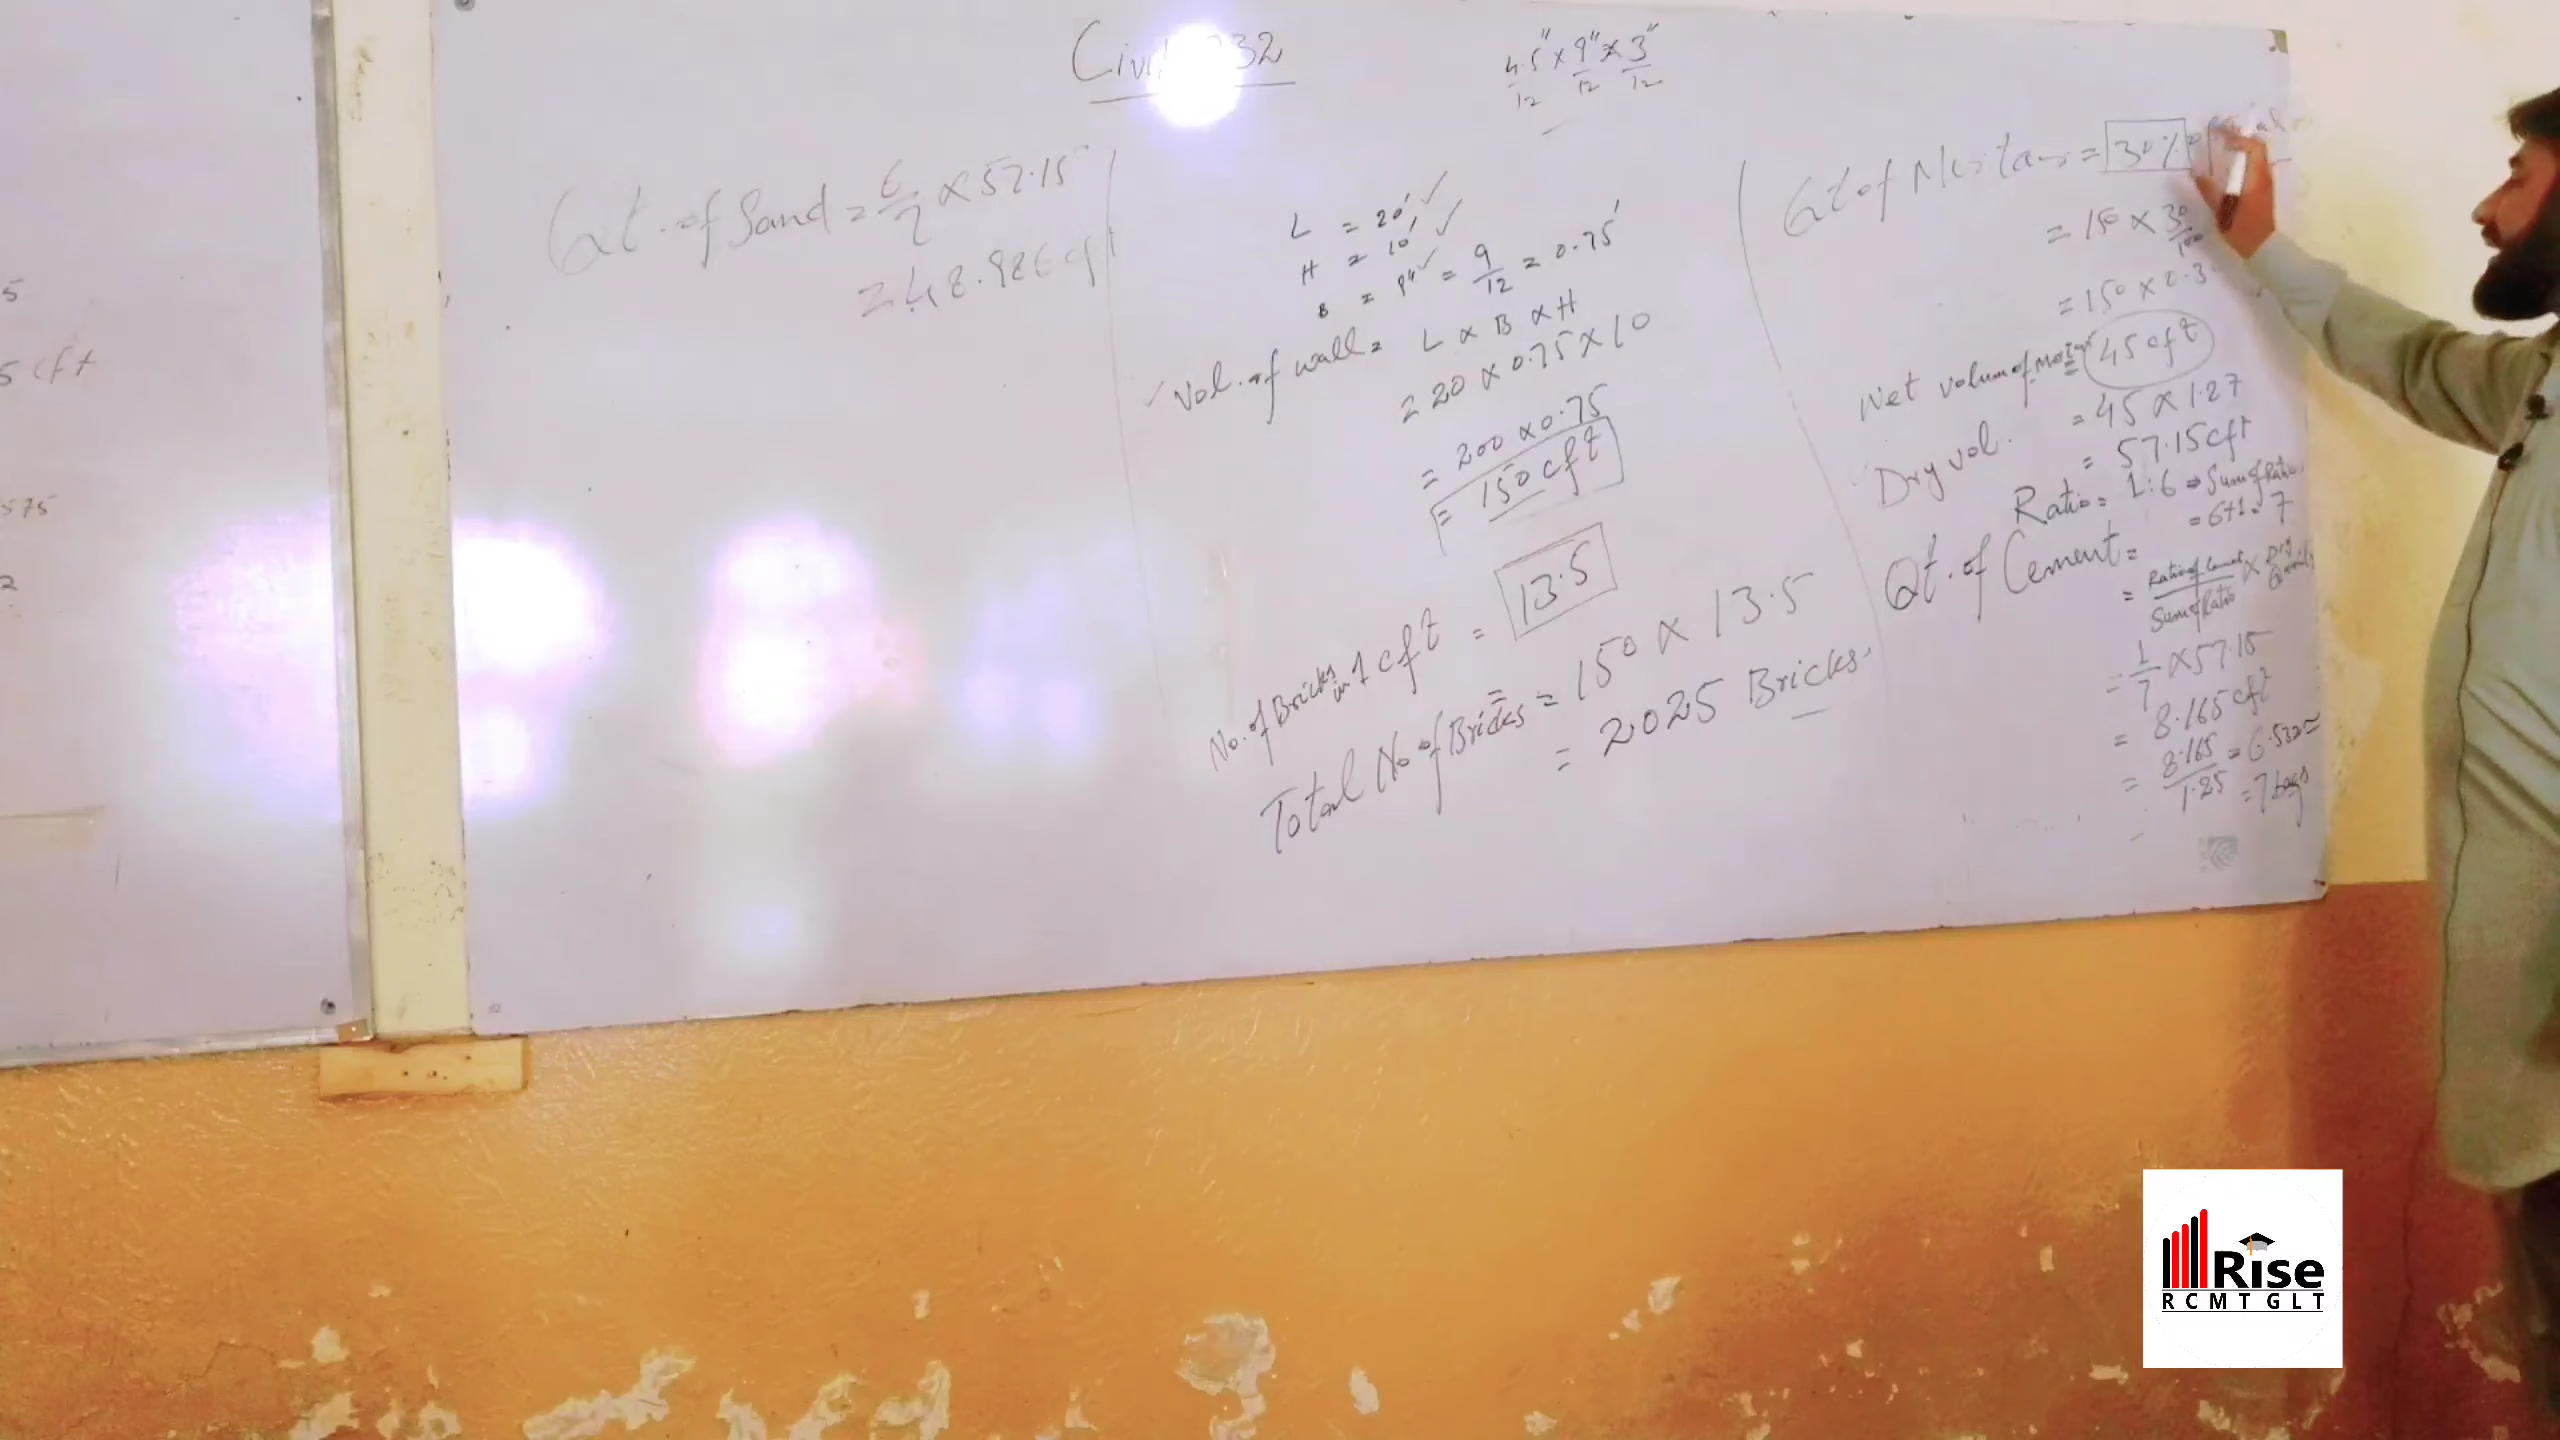 5
5 cft
575
2
Civil 232
4.5" x 9" x 3"
12 12 12
Qt. of Sand = 6/7 x 57.15
= 48.986 cft
L = 20'
H = 10'
B = 9" = 9/12 = 0.75'
Vol. of wall = L x B x H
= 20 x 0.75 x 10
= 200 x 0.75
= 150 cft
No. of Bricks in 1 cft = 13.5
Total No of Bricks = 150 x 13.5
= 2025 Bricks.
Qt of Mortar = 30%
= 150 x 30/100
= 150 x 0.3
Wet volume of Mortar = 45 cft
Dry vol. = 45 x 1.27
= 57.15 cft
Ratio = 1:6 ⇒ Sum of Ratio
= 6+1 = 7
Qt. of Cement =
= Ratio of Cement/Sum of Ratio x Dry Quantity
= 1/7 x 57.15
= 8.165 cft
= 8.165/1.25 = 6.532 ≈
= 7 bags
Rise
RCMTGLT